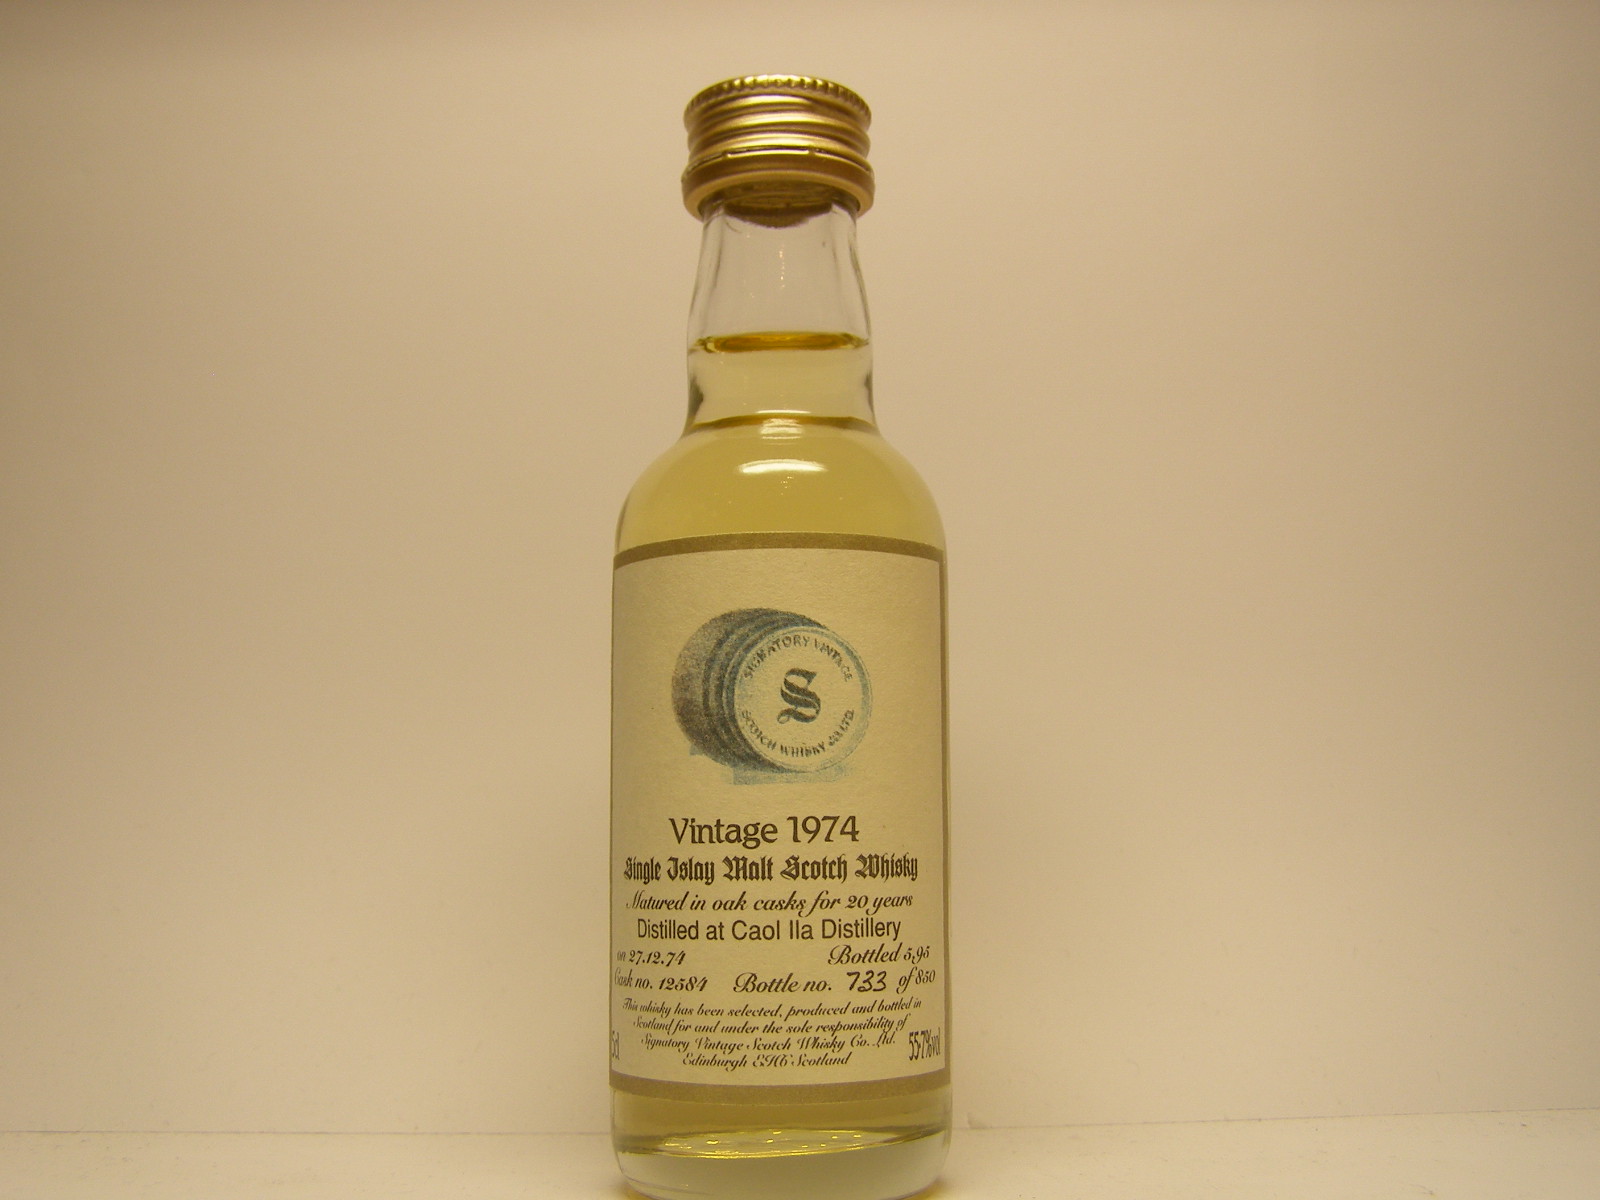 SIGNATORY VINTAGE
S
SCOTCH WHISKY Co LTD.
Vintage 1974
Single Islay Malt Scotch Whisky
Matured in oak casks for 20 years
Distilled at Caol Ila Distillery
on 27.12.74 Bottled 5.95
Cask no. 12584 Bottle no. 733 of 850
This whisky has been selected, produced and bottled in
Scotland for and under the sole responsibility of
Signatory Vintage Scotch Whisky Co. Ltd.
Edinburgh EH6 Scotland
5cl 55·7%vol